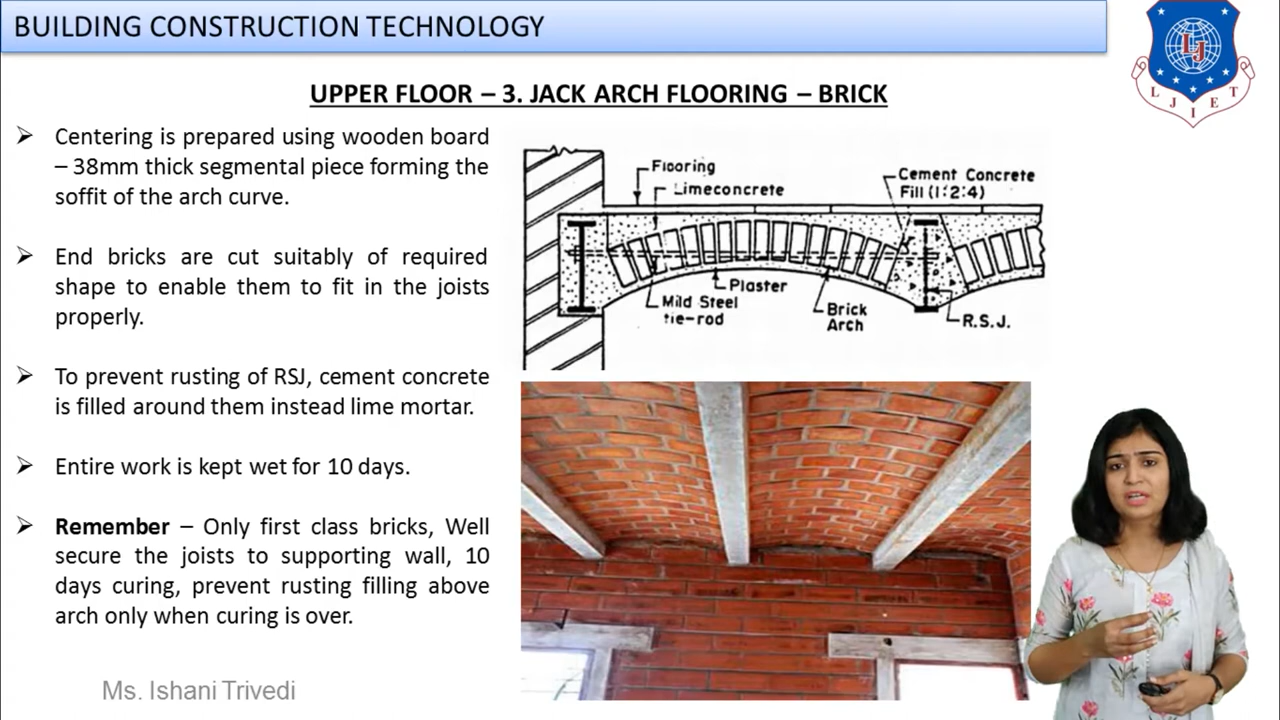 BUILDING CONSTRUCTION TECHNOLOGY
L J I E T
LJ
UPPER FLOOR – 3. JACK ARCH FLOORING – BRICK
➢ Centering is prepared using wooden board
– 38mm thick segmental piece forming the
soffit of the arch curve.
➢ End bricks are cut suitably of required
shape to enable them to fit in the joists
properly.
➢ To prevent rusting of RSJ, cement concrete
is filled around them instead lime mortar.
➢ Entire work is kept wet for 10 days.
➢ Remember – Only first class bricks, Well
secure the joists to supporting wall, 10
days curing, prevent rusting filling above
arch only when curing is over.
Flooring
Limeconcrete
Cement Concrete
Fill (1:2:4)
Plaster
Mild Steel
tie-rod
Brick
Arch
R.S.J.
Ms. Ishani Trivedi